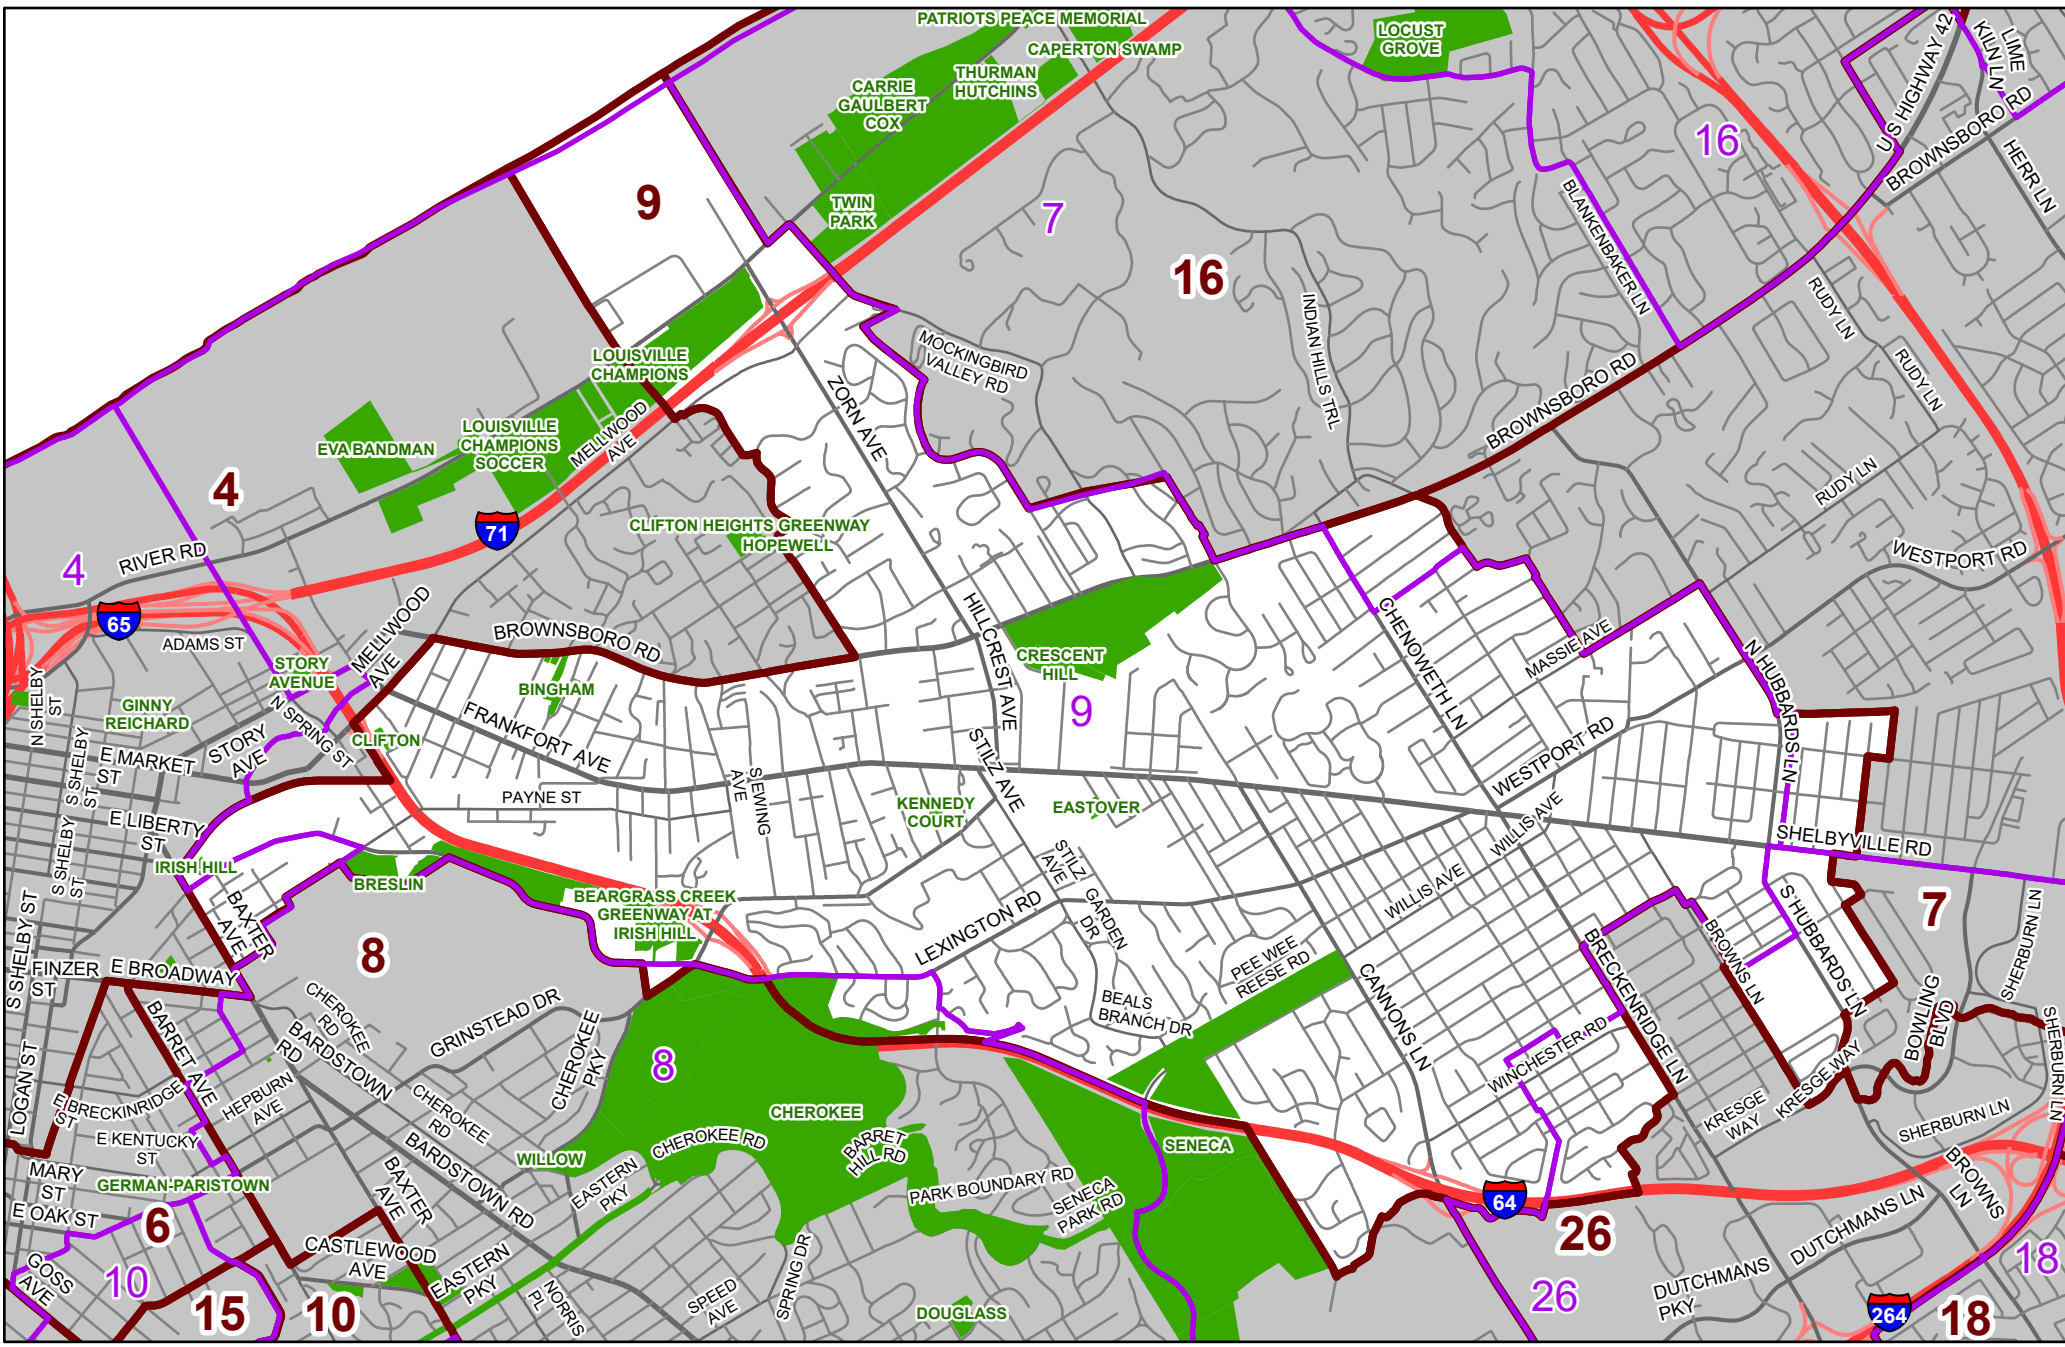 PATRIOTS PEACE MEMORIAL
CAPERTON SWAMP
LOCUST
GROVE
THURMAN
HUTCHINS
CARRIE
GAULBERT
COX
TWIN
PARK
U S HIGHWAY 42
LIME
KILN LN
BROWNSBORO RD
HERR LN
16
9
7
16
BLANKENBAKER LN
INDIAN HILLS TRL
RUDY LN
RUDY LN
RUDY LN
MOCKINGBIRD
VALLEY RD
BROWNSBORO RD
ZORN AVE
LOUISVILLE
CHAMPIONS
LOUISVILLE
CHAMPIONS
SOCCER
MELLWOOD
AVE
EVA BANDMAN
4
71
CLIFTON HEIGHTS GREENWAY
HOPEWELL
WESTPORT RD
4
RIVER RD
65
ADAMS ST
MELLWOOD
AVE
BROWNSBORO RD
HILLCREST AVE
CRESCENT
HILL
CHENOWETH LN
MASSIE AVE
N HUBBARDS LN
STORY
AVENUE
N SHELBY
ST
GINNY
REICHARD
N SPRING ST
STORY
AVE
CLIFTON
BINGHAM
FRANKFORT AVE
9
WESTPORT RD
E MARKET
ST
S SHELBY
ST
E LIBERTY
ST
S SHELBY
ST
PAYNE ST
S EWING
AVE
STILZ AVE
KENNEDY
COURT
EASTOVER
WILLIS AVE
WILLIS AVE
SHELBYVILLE RD
IRISH HILL
BRESLIN
BEARGRASS CREEK
GREENWAY AT
IRISH HILL
STILZ
AVE
GARDEN
DR
LEXINGTON RD
BAXTER
AVE
S SHELBY ST
FINZER
ST
E BROADWAY
8
PEE WEE
REESE RD
CANNONS LN
BRECKENRIDGE LN
BROWNS LN
S HUBBARDS LN
7
SHERBURN LN
BOWLING
BLVD
SHERBURN LN
CHEROKEE
RD
BARRET AVE
BARDSTOWN
RD
GRINSTEAD DR
CHEROKEE
PKY
BEALS
BRANCH DR
WINCHESTER RD
LOGAN ST
E BRECKINRIDGE
ST
HEPBURN
AVE
CHEROKEE
RD
8
CHEROKEE
KRESGE
WAY
KRESGE WAY
SHERBURN LN
E KENTUCKY
ST
BARDSTOWN RD
BAXTER
AVE
WILLOW
CHEROKEE RD
BARRET
HILL RD
SENECA
MARY
ST
GERMAN-PARISTOWN
EASTERN
PKY
PARK BOUNDARY RD
SENECA
PARK RD
64
BROWNS
LN
DUTCHMANS LN
E OAK ST
6
26
CASTLEWOOD
AVE
EASTERN
PKY
SPRING DR
SPEED
AVE
NORRIS
PL
DOUGLASS
GOSS
AVE
10
15
10
26
DUTCHMANS
PKY
264
18
18